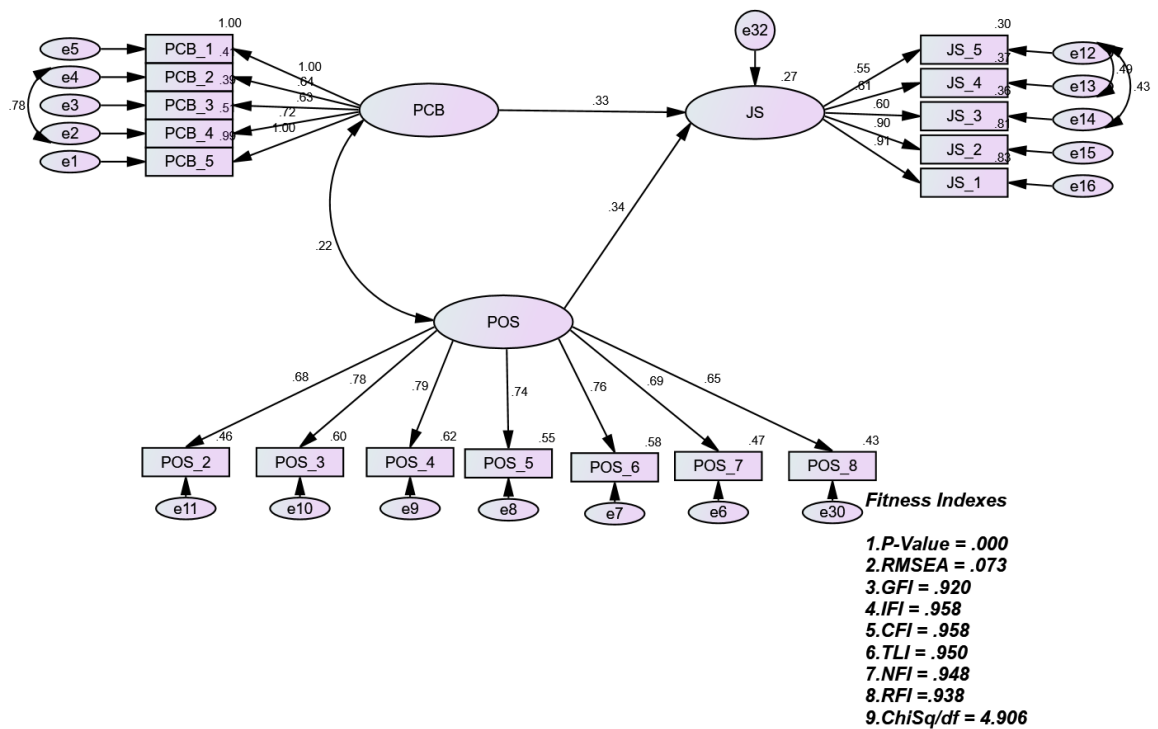 1.00
e5
PCB_1
.41
e4
PCB_2
.39
e3
PCB_3
.5
e2
PCB_4
.99
e1
PCB_5
.78
1.00
.64
.63
.72
1.00
PCB
.33
e32
.27
JS
.55
.61
.60
.90
.91
.30
JS_5
.37
JS_4
.36
JS_3
.81
JS_2
.83
JS_1
e12
e13
e14
e15
e16
.49
.43
.22
.34
POS
.68
.78
.79
.74
.76
.69
.65
.46
.60
.62
.55
.58
.47
.43
POS_2
POS_3
POS_4
POS_5
POS_6
POS_7
POS_8
e11
e10
e9
e8
e7
e6
e30
Fitness Indexes
1.P-Value = .000
2.RMSEA = .073
3.GFI = .920
4.IFI = .958
5.CFI = .958
6.TLI = .950
7.NFI = .948
8.RFI =.938
9.ChiSq/df = 4.906